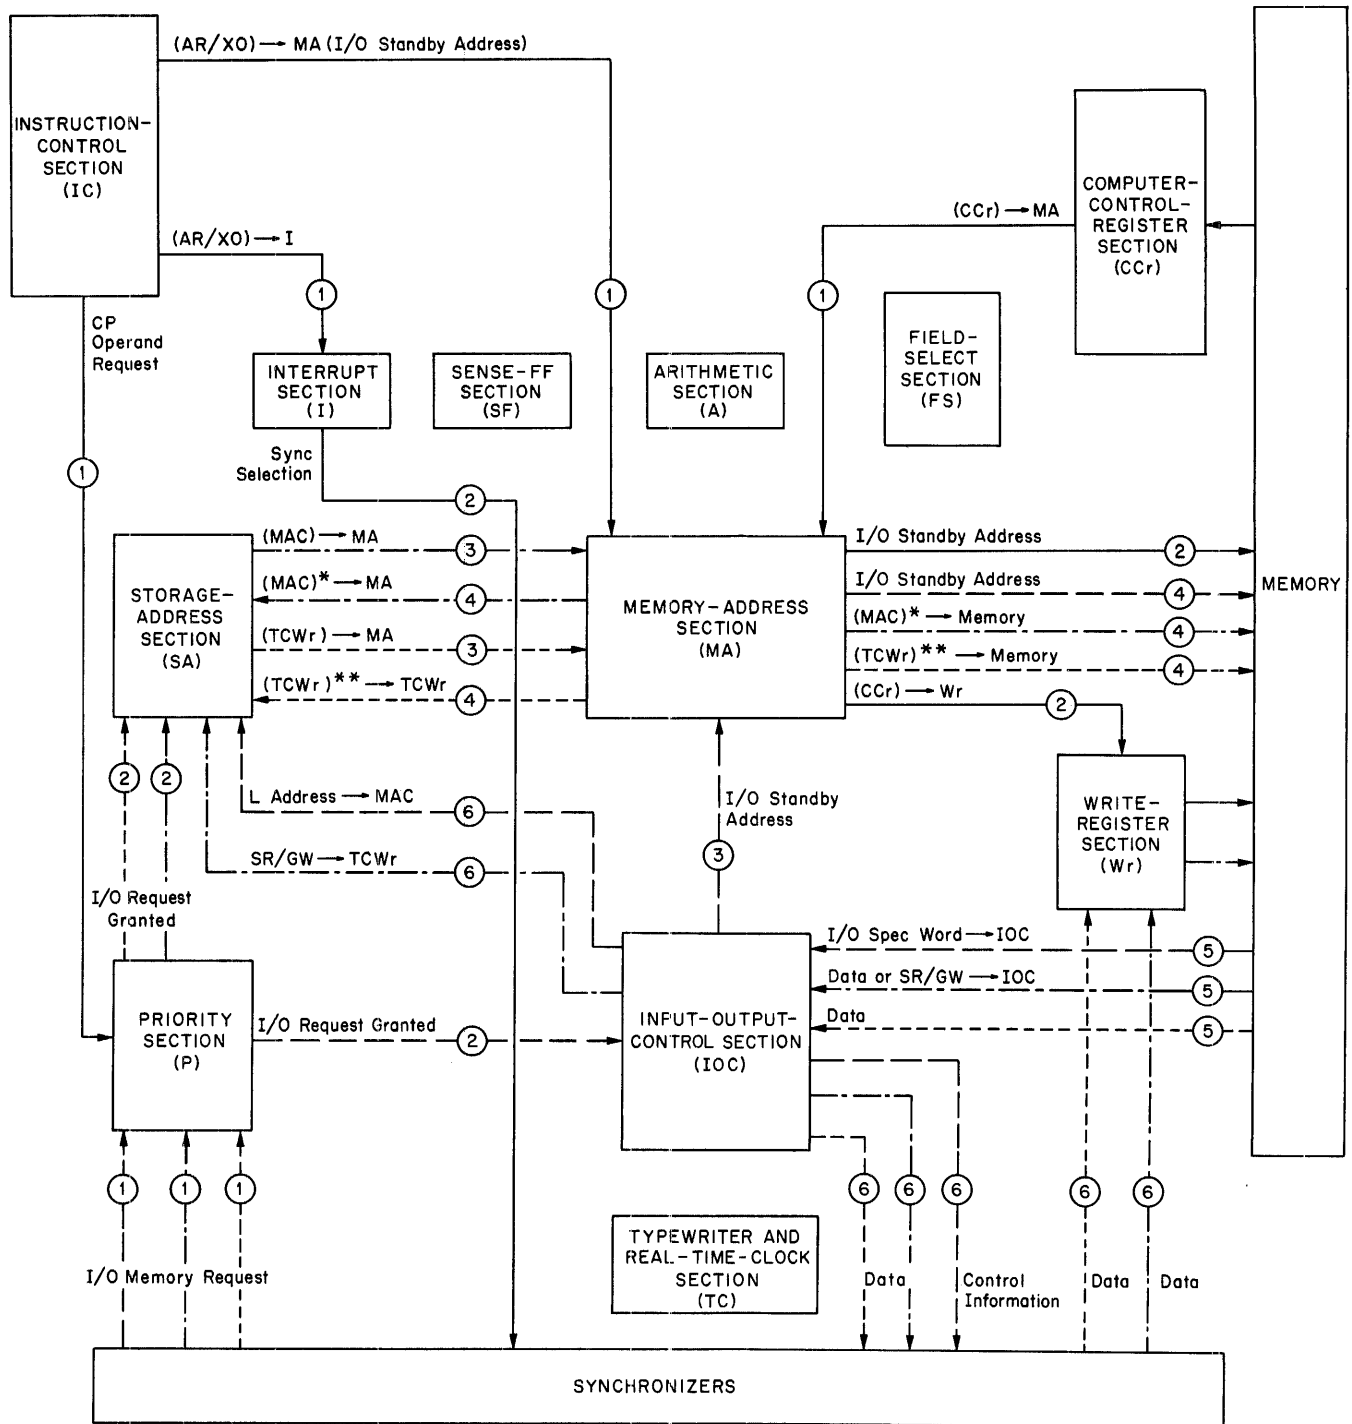 (AR/XO)→ MA (I/O Standby Address)
INSTRUCTION-
CONTROL
SECTION
(IC)
(AR/XO)→ I
1
CP
Operand
Request
1
1
1
(CCr)→ MA
COMPUTER-
CONTROL-
REGISTER
SECTION
(CCr)
MEMORY
INTERRUPT
SECTION
(I)
SENSE-FF
SECTION
(SF)
ARITHMETIC
SECTION
(A)
FIELD-
SELECT
SECTION
(FS)
Sync
Selection
2
1
STORAGE-
ADDRESS
SECTION
(SA)
(MAC)→ MA
3
(MAC)*→ MA
4
(TCWr)→ MA
3
(TCWr)**→ TCWr
4
MEMORY-ADDRESS
SECTION
(MA)
I/O Standby Address
2
I/O Standby Address
4
(MAC)*→ Memory
4
(TCWr)**→ Memory
4
(CCr)→ Wr
2
2
2
L Address→ MAC
6
SR/GW→ TCWr
6
I/O Standby
Address
3
WRITE-
REGISTER
SECTION
(Wr)
I/O Request
Granted
PRIORITY
SECTION
(P)
I/O Request Granted
2
INPUT-OUTPUT-
CONTROL SECTION
(IOC)
I/O Spec Word→ IOC
5
Data or SR/GW→ IOC
5
Data
5
1
1
1
6
6
6
6
6
I/O Memory Request
TYPEWRITER AND
REAL-TIME-CLOCK
SECTION
(TC)
Data
Control
Information
Data
Data
SYNCHRONIZERS